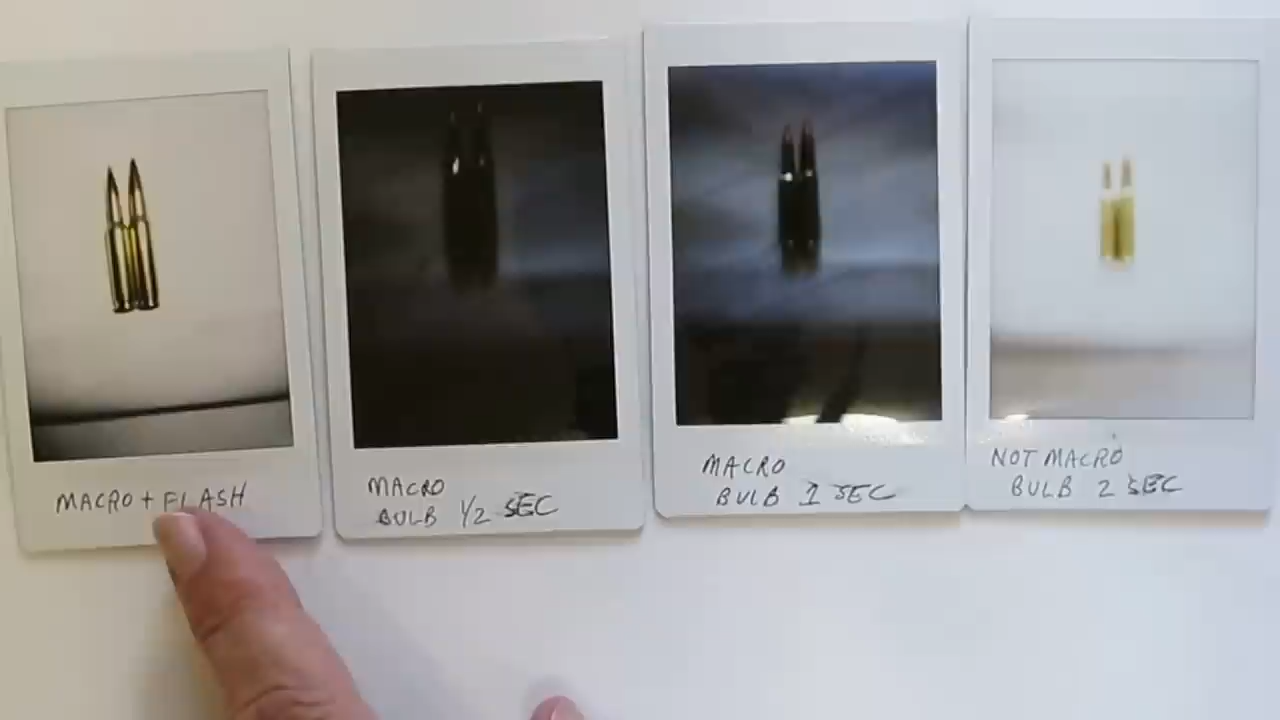 MACRO + FLASH
MACRO
BULB 1/2 SEC
MACRO
BULB 1 SEC
NOT MACRO
BULB 2 SEC